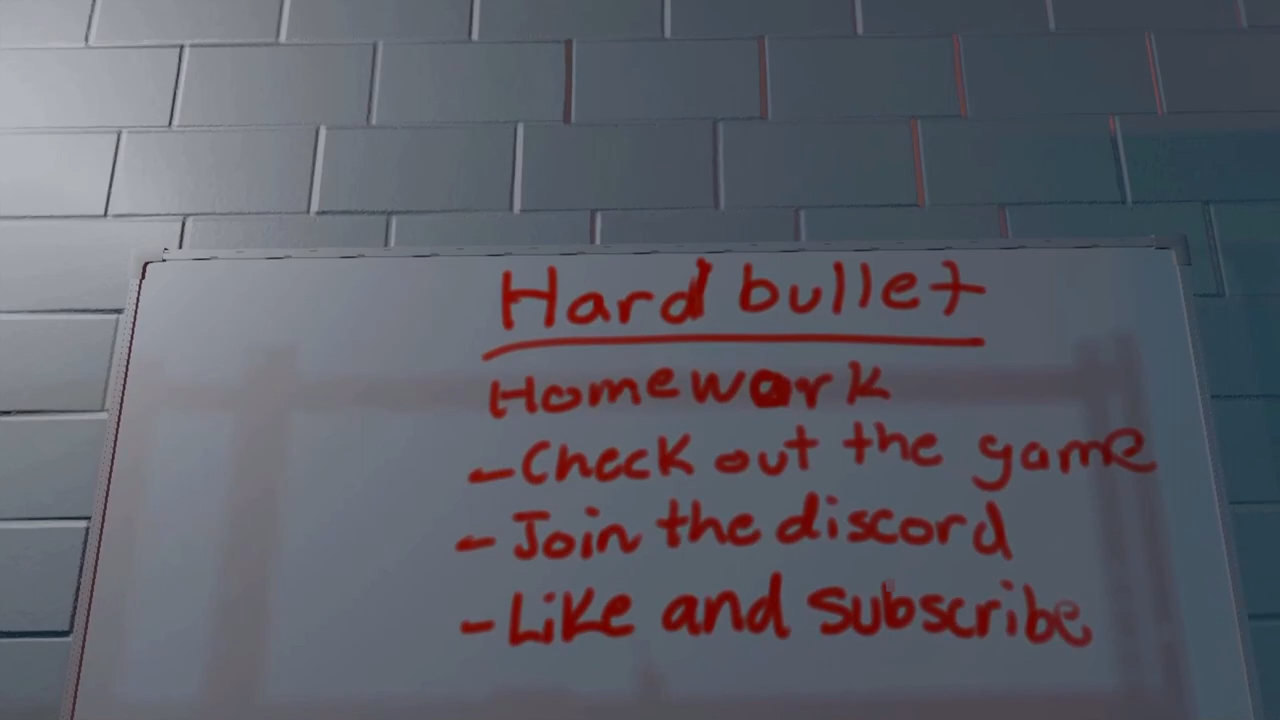 Hard bullet
Homework
- Check out the game
- Join the discord
- Like and subscribe